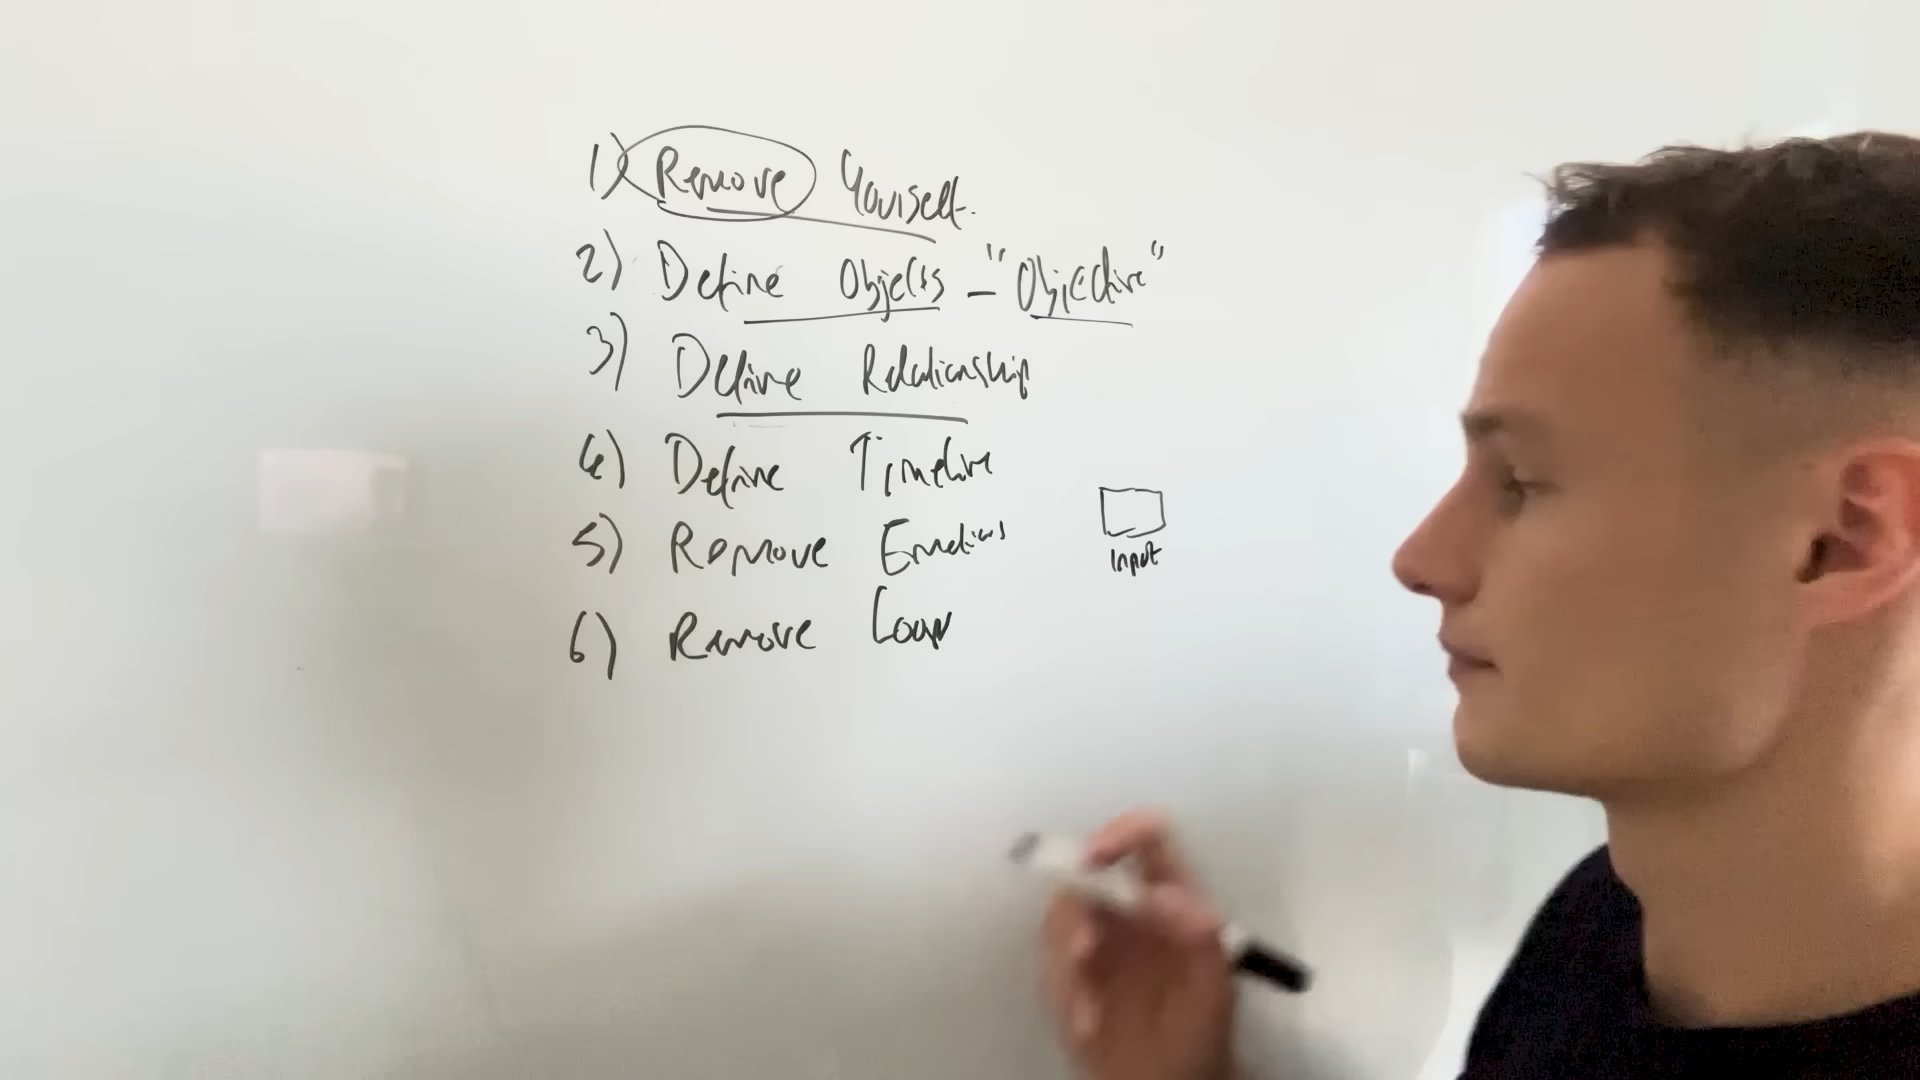 1) Remove Yourself.
2) Define Objects - "Objective"
3) Define Relationship
4) Define Timeline
5) Remove Emotions
6) Remove Loop
Input